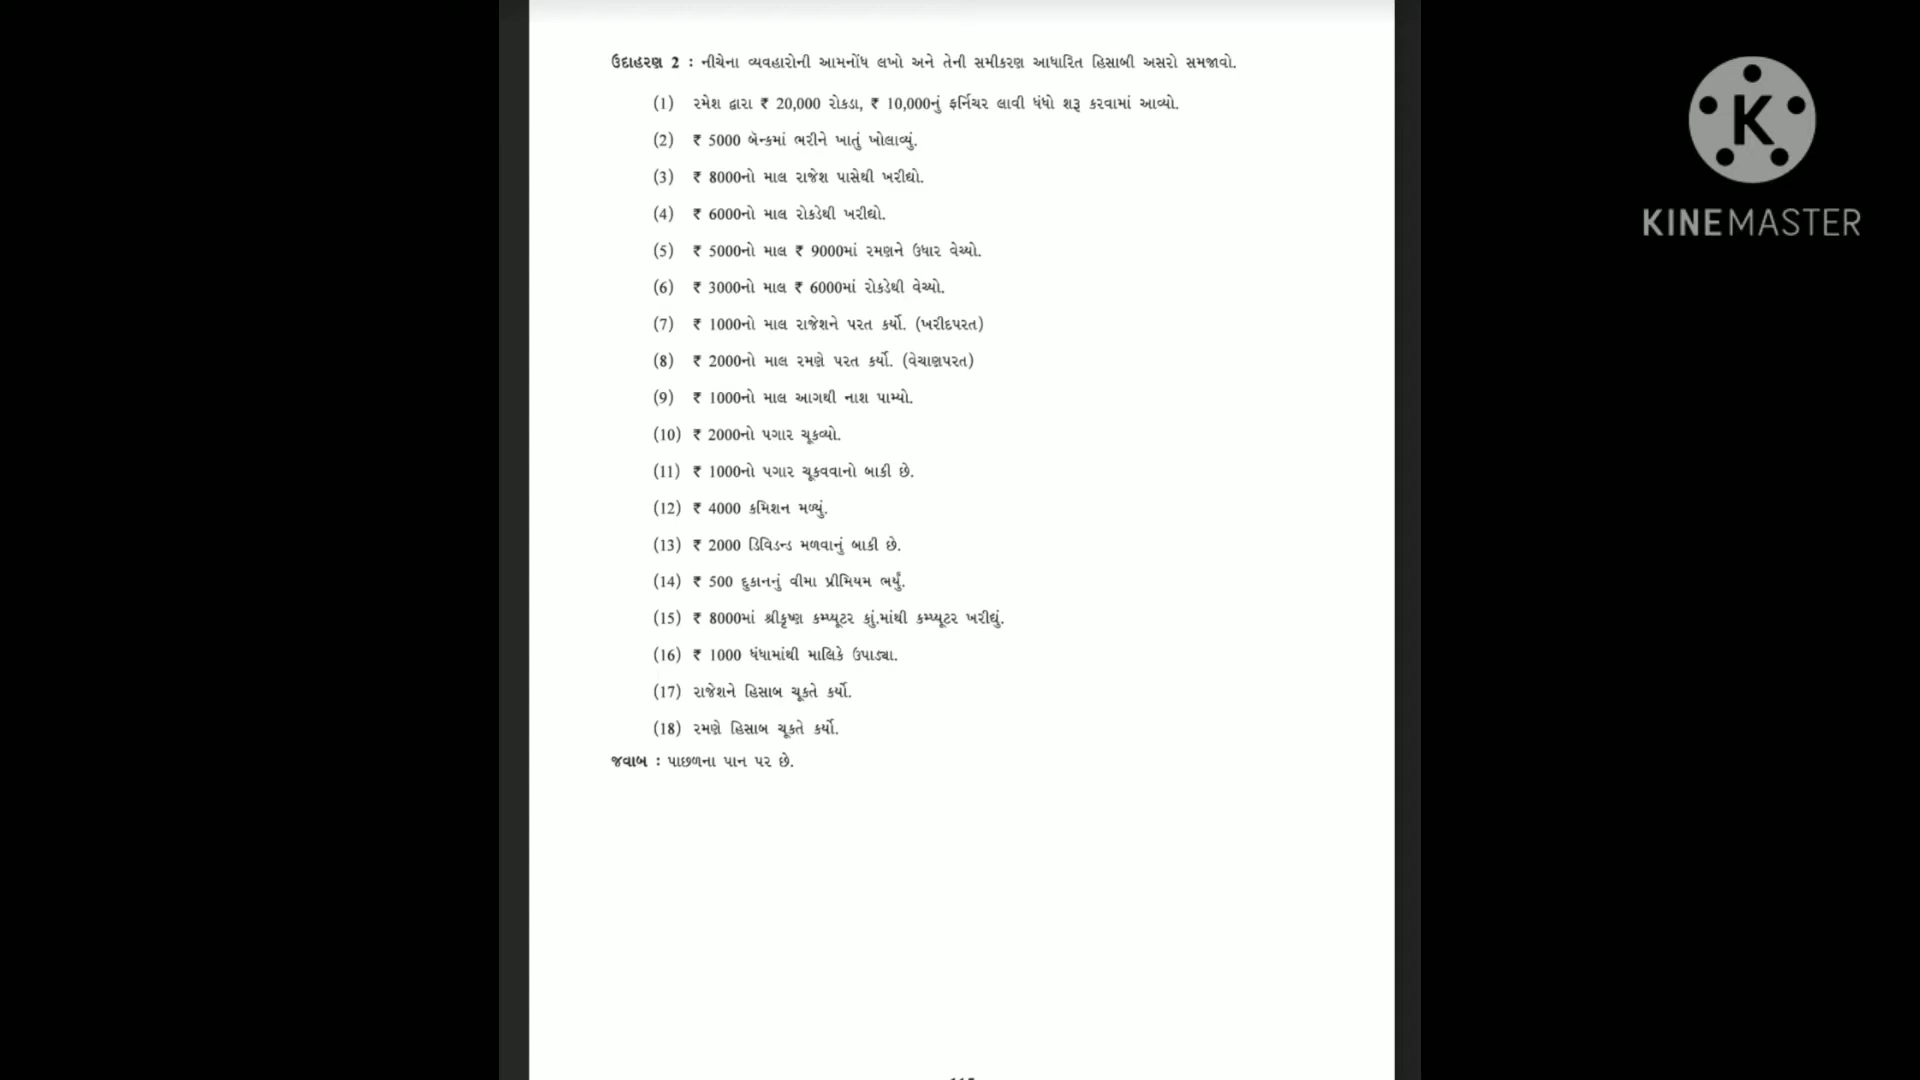 ઉદાહરણ 2 : નીચેના વ્યવહારોની આમનોંધ લખો અને તેની સમીકરણ આધારિત હિસાબી અસરો સમજાવો.
(1) રમેશ દ્વારા ₹ 20,000 રોકડા, ₹ 10,000નું ફર્નિચર લાવી ધંધો શરૂ કરવામાં આવ્યો.
(2) ₹ 5000 બૅન્કમાં ભરીને ખાતું ખોલાવ્યું.
(3) ₹ 8000નો માલ રાજેશ પાસેથી ખરીદ્યો.
(4) ₹ 6000નો માલ રોકડેથી ખરીદ્યો.
(5) ₹ 5000નો માલ ₹ 9000માં રમણને ઉધાર વેચ્યો.
(6) ₹ 3000નો માલ ₹ 6000માં રોકડેથી વેચ્યો.
(7) ₹ 1000નો માલ રાજેશને પરત કર્યો. (ખરીદપરત)
(8) ₹ 2000નો માલ રમણે પરત કર્યો. (વેચાણપરત)
(9) ₹ 1000નો માલ આગથી નાશ પામ્યો.
(10) ₹ 2000નો પગાર ચૂકવ્યો.
(11) ₹ 1000નો પગાર ચૂકવવાનો બાકી છે.
(12) ₹ 4000 કમિશન મળ્યું.
(13) ₹ 2000 ડિવિડન્ડ મળવાનું બાકી છે.
(14) ₹ 500 દુકાનનું વીમા પ્રીમિયમ ભર્યું.
(15) ₹ 8000માં શ્રીકૃષ્ણ કમ્પ્યૂટર કું.માંથી કમ્પ્યૂટર ખરીદ્યું.
(16) ₹ 1000 ધંધામાંથી માલિકે ઉપાડ્યા.
(17) રાજેશને હિસાબ ચૂકતે કર્યો.
(18) રમણે હિસાબ ચૂકતે કર્યો.
જવાબ : પાછળના પાન પર છે.
K
KINEMASTER